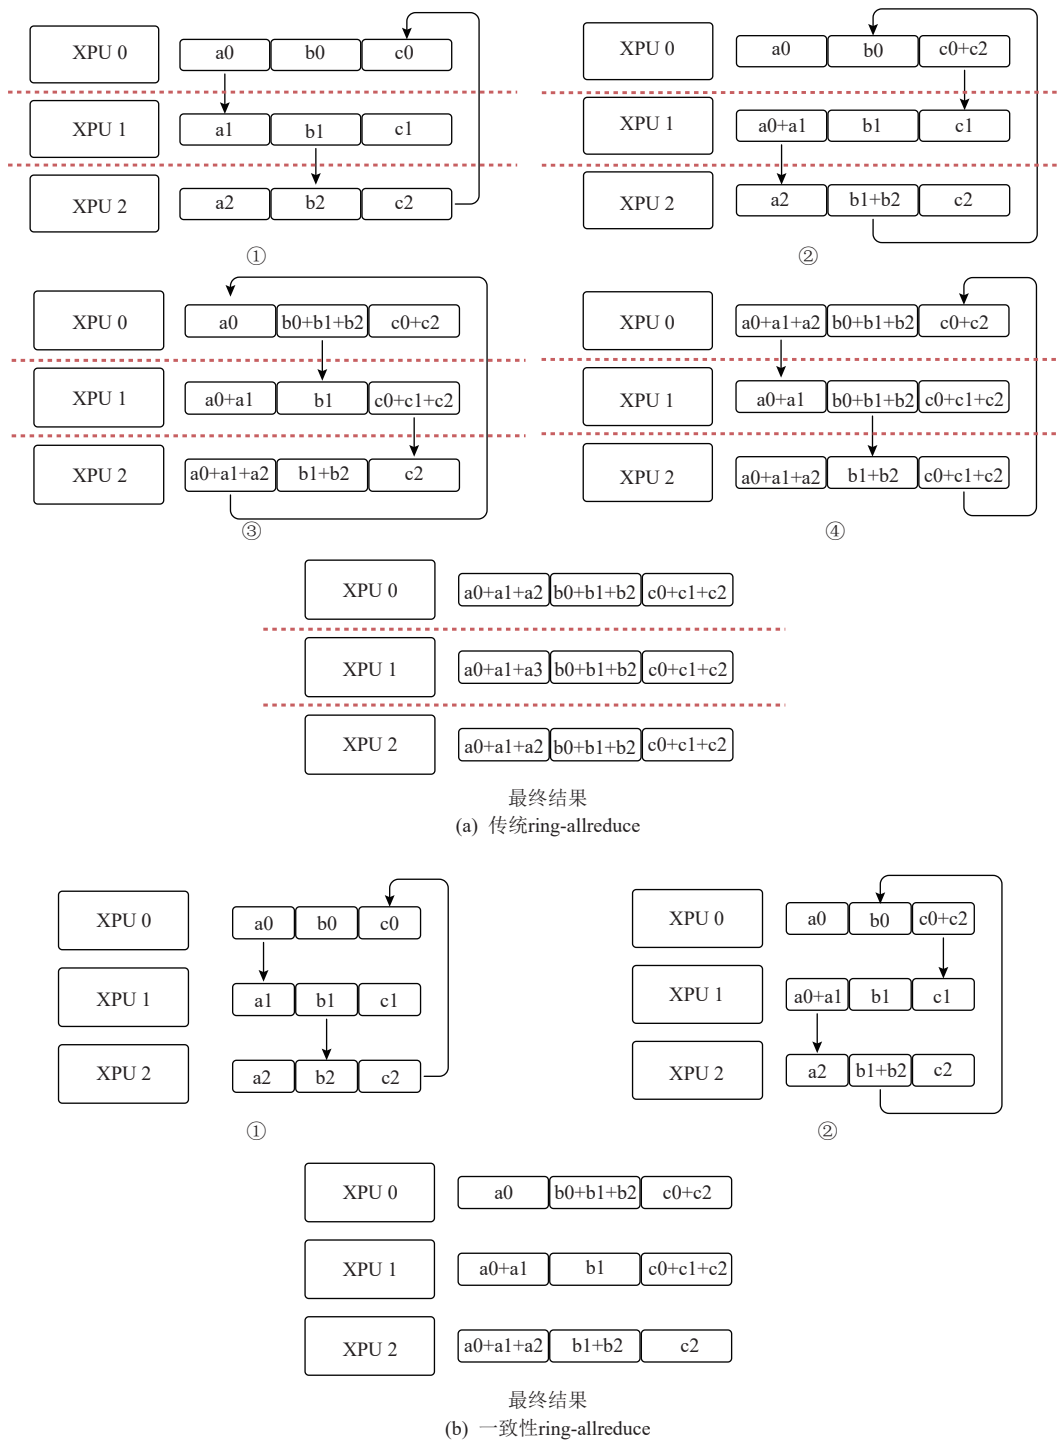 XPU 0 a0 b0 c0
XPU 1 a1 b1 c1
XPU 2 a2 b2 c2
①
XPU 0 a0 b0 c0+c2
XPU 1 a0+a1 b1 c1
XPU 2 a2 b1+b2 c2
②
XPU 0 a0 b0+b1+b2 c0+c2
XPU 1 a0+a1 b1 c0+c1+c2
XPU 2 a0+a1+a2 b1+b2 c2
③
XPU 0 a0+a1+a2 b0+b1+b2 c0+c2
XPU 1 a0+a1 b0+b1+b2 c0+c1+c2
XPU 2 a0+a1+a2 b1+b2 c0+c1+c2
④
XPU 0 a0+a1+a2 b0+b1+b2 c0+c1+c2
XPU 1 a0+a1+a3 b0+b1+b2 c0+c1+c2
XPU 2 a0+a1+a2 b0+b1+b2 c0+c1+c2
最终结果
(a) 传统ring-allreduce
XPU 0 a0 b0 c0
XPU 1 a1 b1 c1
XPU 2 a2 b2 c2
①
XPU 0 a0 b0 c0+c2
XPU 1 a0+a1 b1 c1
XPU 2 a2 b1+b2 c2
②
XPU 0 a0 b0+b1+b2 c0+c2
XPU 1 a0+a1 b1 c0+c1+c2
XPU 2 a0+a1+a2 b1+b2 c2
最终结果
(b) 一致性ring-allreduce